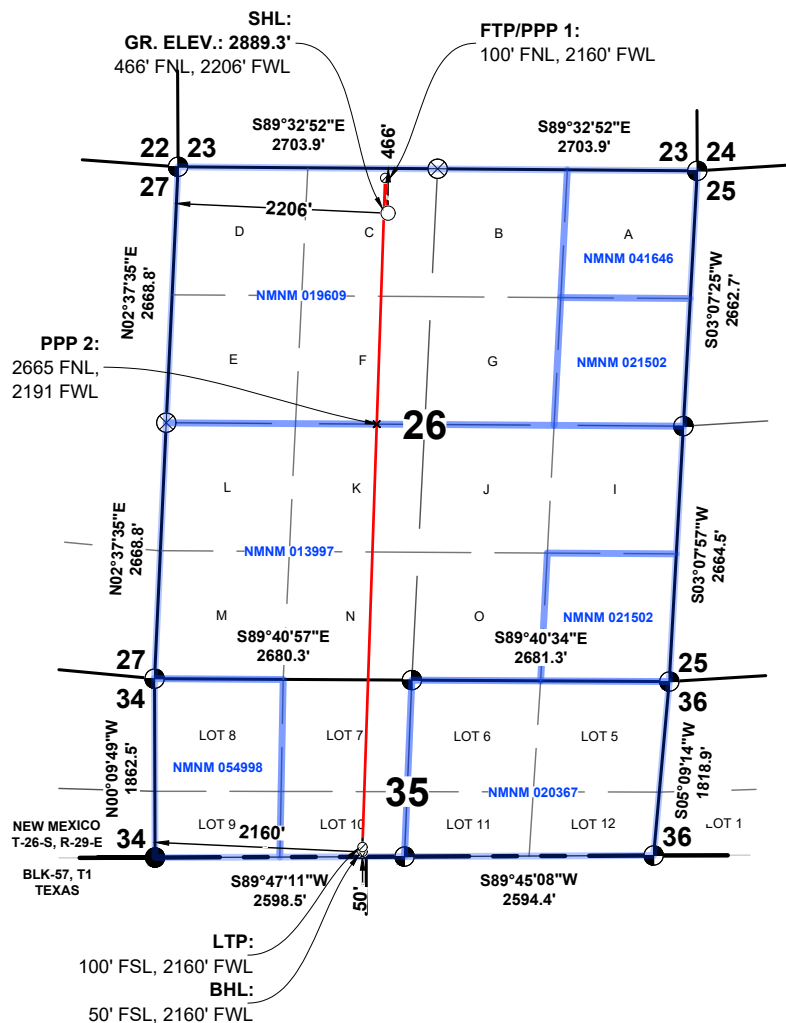 SHL:
GR. ELEV.: 2889.3'
466' FNL, 2206' FWL
FTP/PPP 1:
100' FNL, 2160' FWL
S89°32'52"E
2703.9'
466'
S89°32'52"E
2703.9'
22 23
27
23 24
25
2206'
D
C
B
A
NMNM 041646
N02°37'35"E
2668.8'
NMNM 019609
S03°07'25"W
2662.7'
PPP 2:
2665 FNL,
2191 FWL
E
F
G
NMNM 021502
26
L
K
J
I
N02°37'35"E
2668.8'
NMNM 013997
S03°07'57"W
2664.5'
M
N
O
NMNM 021502
S89°40'57"E
2680.3'
S89°40'34"E
2681.3'
27
34
25
36
N00°09'49"W
1862.5'
LOT 8
LOT 7
LOT 6
LOT 5
NMNM 054998
35
NMNM 020367
S05°09'14"W
1818.9'
LOT 9
LOT 10
LOT 11
LOT 12
LOT 1
2160'
NEW MEXICO
T-26-S, R-29-E
34
36
BLK-57, T1
TEXAS
S89°47'11"W
2598.5'
50'
S89°45'08"W
2594.4'
LTP:
100' FSL, 2160' FWL
BHL:
50' FSL, 2160' FWL